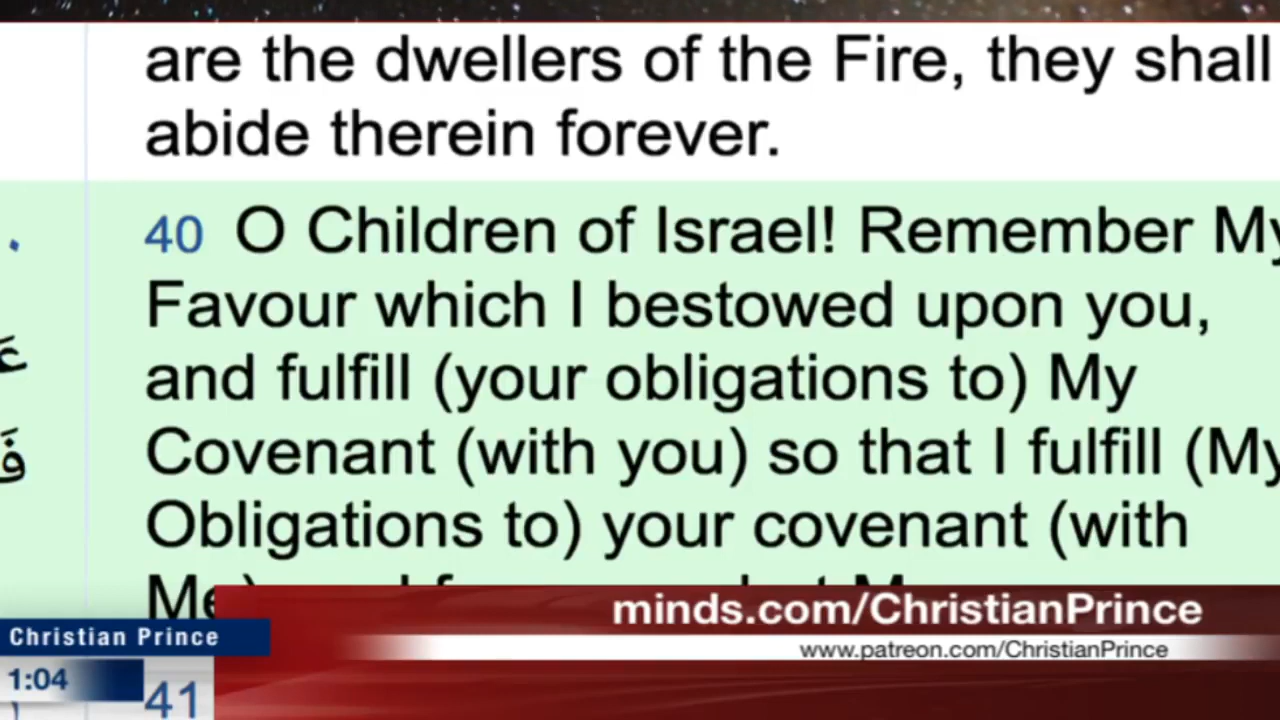 are the dwellers of the Fire, they shall
abide therein forever.
40 O Children of Israel! Remember My
Favour which I bestowed upon you,
and fulfill (your obligations to) My
Covenant (with you) so that I fulfill (My
Obligations to) your covenant (with
Me)
minds.com/ChristianPrince
Christian Prince
www.patreon.com/ChristianPrince
1:04
41